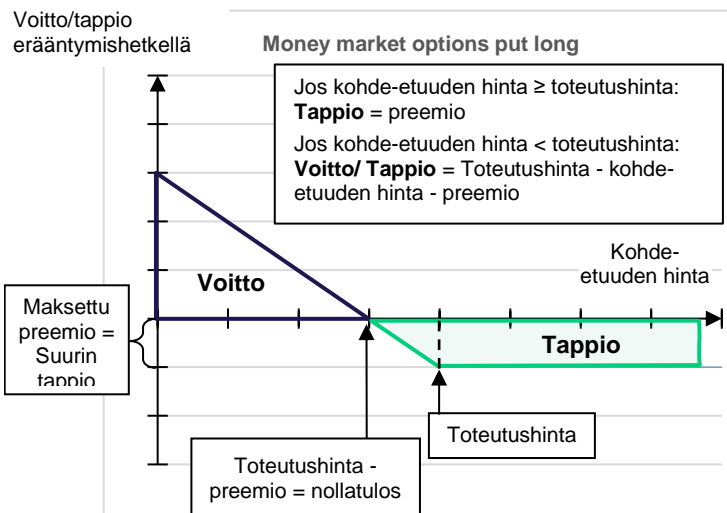 Voitto/tappio
erääntymishetkellä
Money market options put long
Jos kohde-etuuden hinta ≥ toteutushinta:
Tappio = preemio
Jos kohde-etuuden hinta < toteutushinta:
Voitto/ Tappio = Toteutushinta - kohde-
etuuden hinta - preemio
Kohde-
etuuden hinta
Voitto
Maksettu
preemio =
Suurin
tappio
Tappio
Toteutushinta
Toteutushinta -
preemio = nollatulos